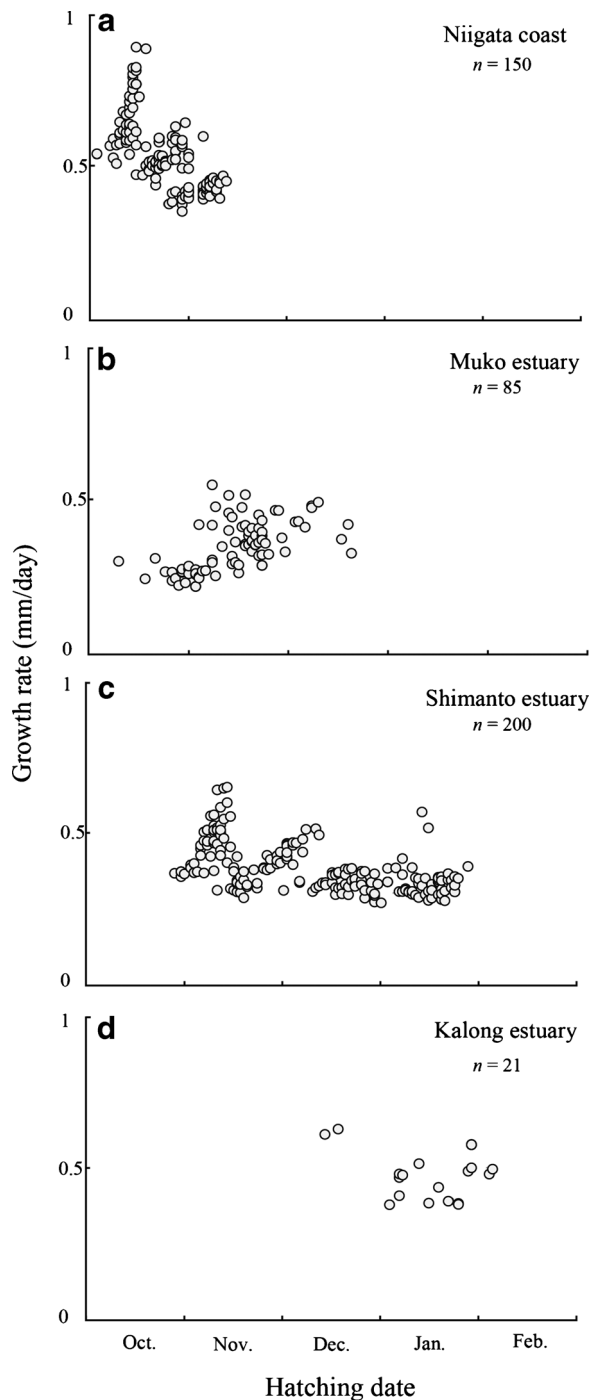 1
a
Niigata coast
n = 150
0.5
0
1
b
Muko estuary
n = 85
0.5
0
Growth rate (mm/day)
1
c
Shimanto estuary
n = 200
0.5
0
1
d
Kalong estuary
n = 21
0.5
0
Oct. Nov. Dec. Jan. Feb.
Hatching date